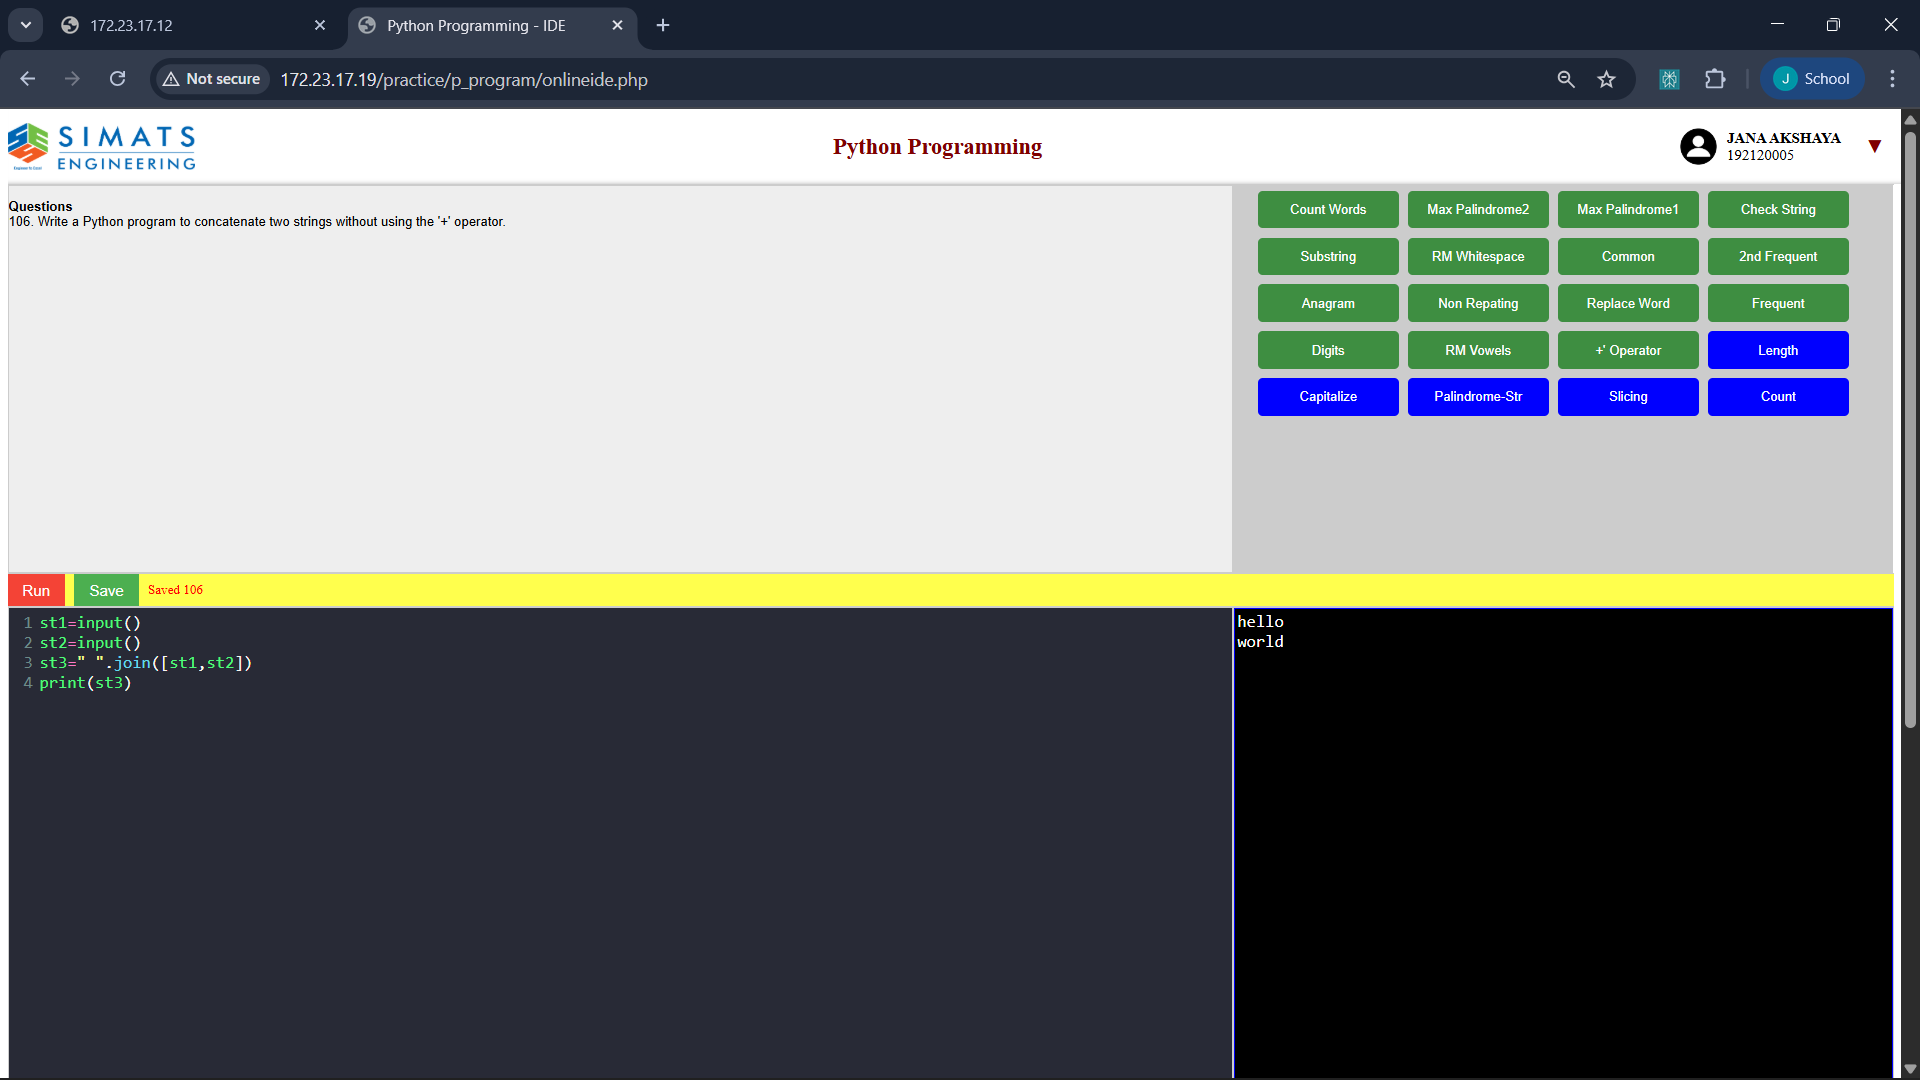 172.23.17.12
Python Programming - IDE
Not secure
172.23.17.19/practice/p_program/onlineide.php
J School
SIMATS
ENGINEERING
Python Programming
JANA AKSHAYA
192120005
Questions
106. Write a Python program to concatenate two strings without using the '+' operator.
Count Words
Max Palindrome2
Max Palindrome1
Check String
Substring
RM Whitespace
Common
2nd Frequent
Anagram
Non Repating
Replace Word
Frequent
Digits
RM Vowels
+' Operator
Length
Capitalize
Palindrome-Str
Slicing
Count
Run
Save
Saved 106
1 st1=input()
2 st2=input()
3 st3=" ".join([st1,st2])
4 print(st3)
hello
world